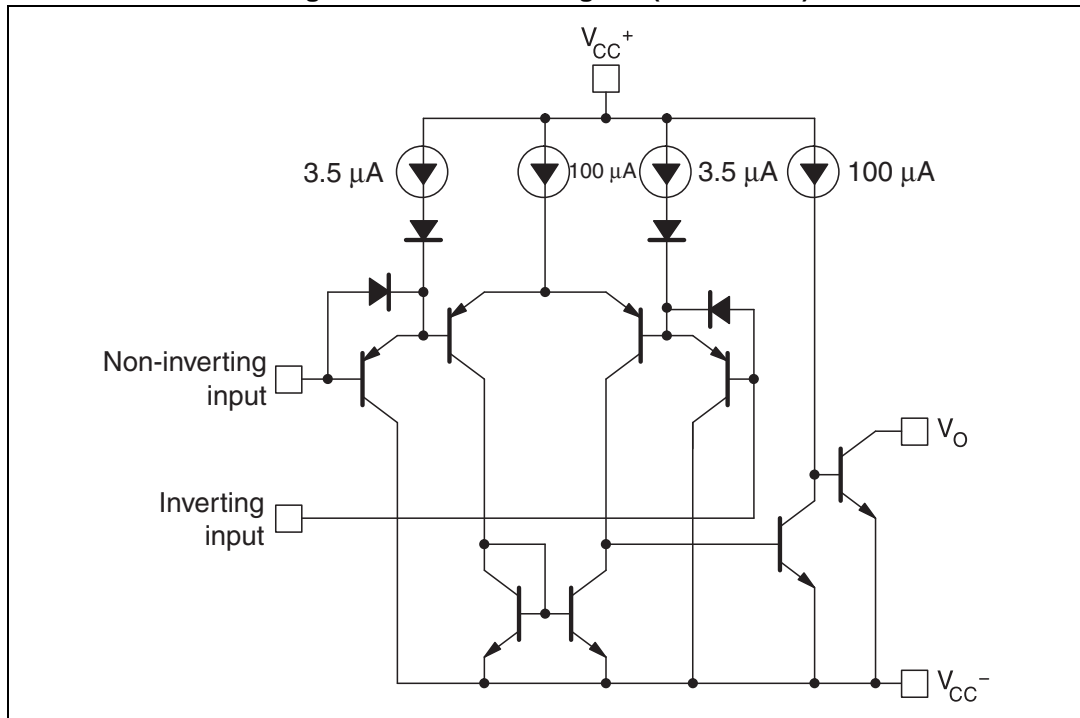 V_CC^+
3.5 μA
100 μA
3.5 μA
100 μA
Non-inverting
input
V_O
Inverting
input
V_CC^-